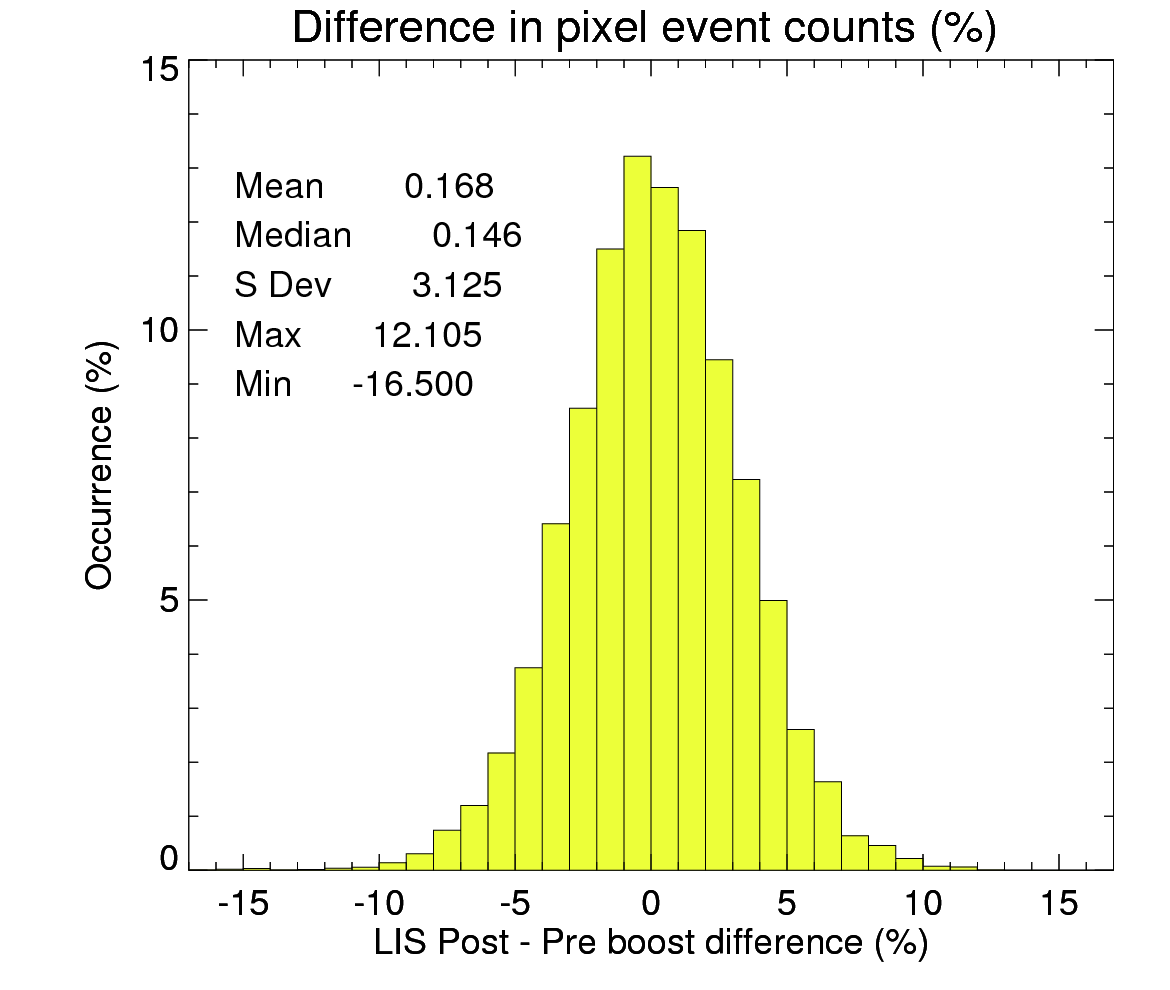 Difference in pixel event counts (%)
15
Mean 0.168
Median 0.146
S Dev 3.125
Max 12.105
Min -16.500
10
5
0
Occurrence (%)
-15 -10 -5 0 5 10 15
LIS Post - Pre boost difference (%)